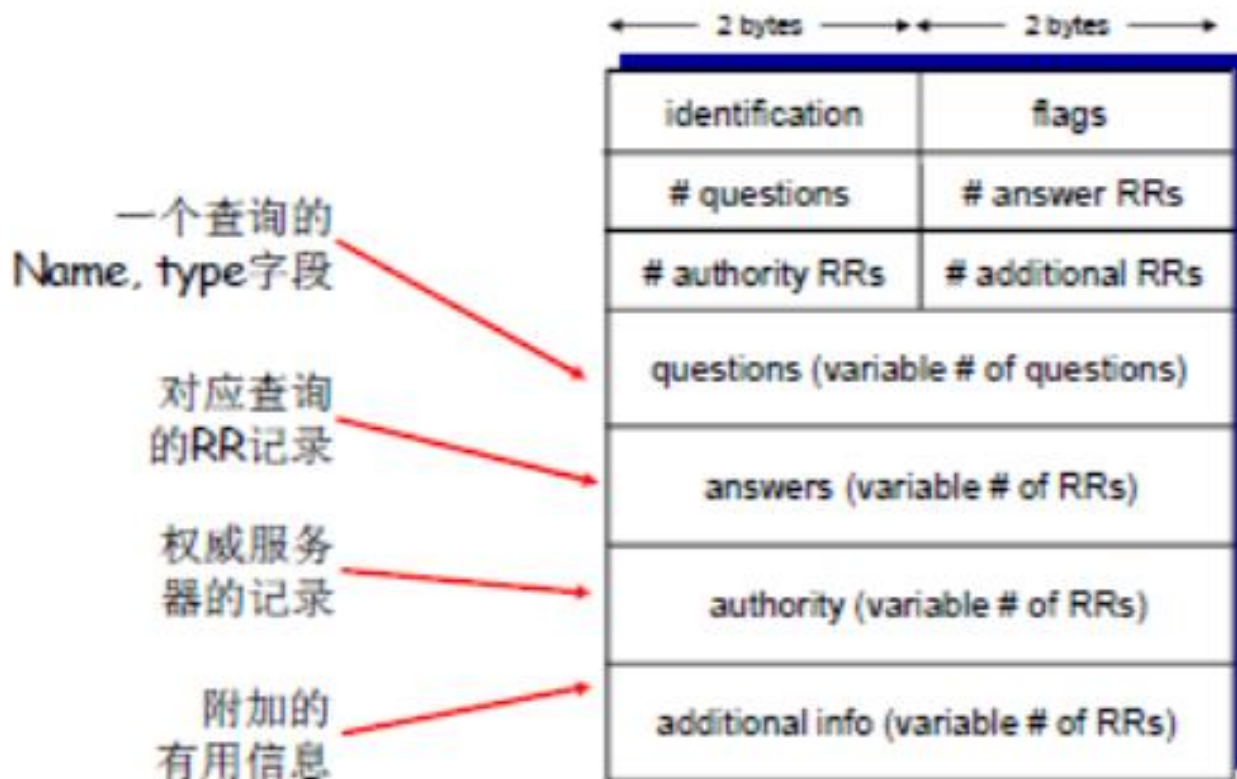 2 bytes 2 bytes
identification flags
# questions # answer RRs
# authority RRs # additional RRs
一个查询的
Name, type字段
questions (variable # of questions)
对应查询
的RR记录
answers (variable # of RRs)
权威服务
器的记录
authority (variable # of RRs)
附加的
有用信息
additional info (variable # of RRs)